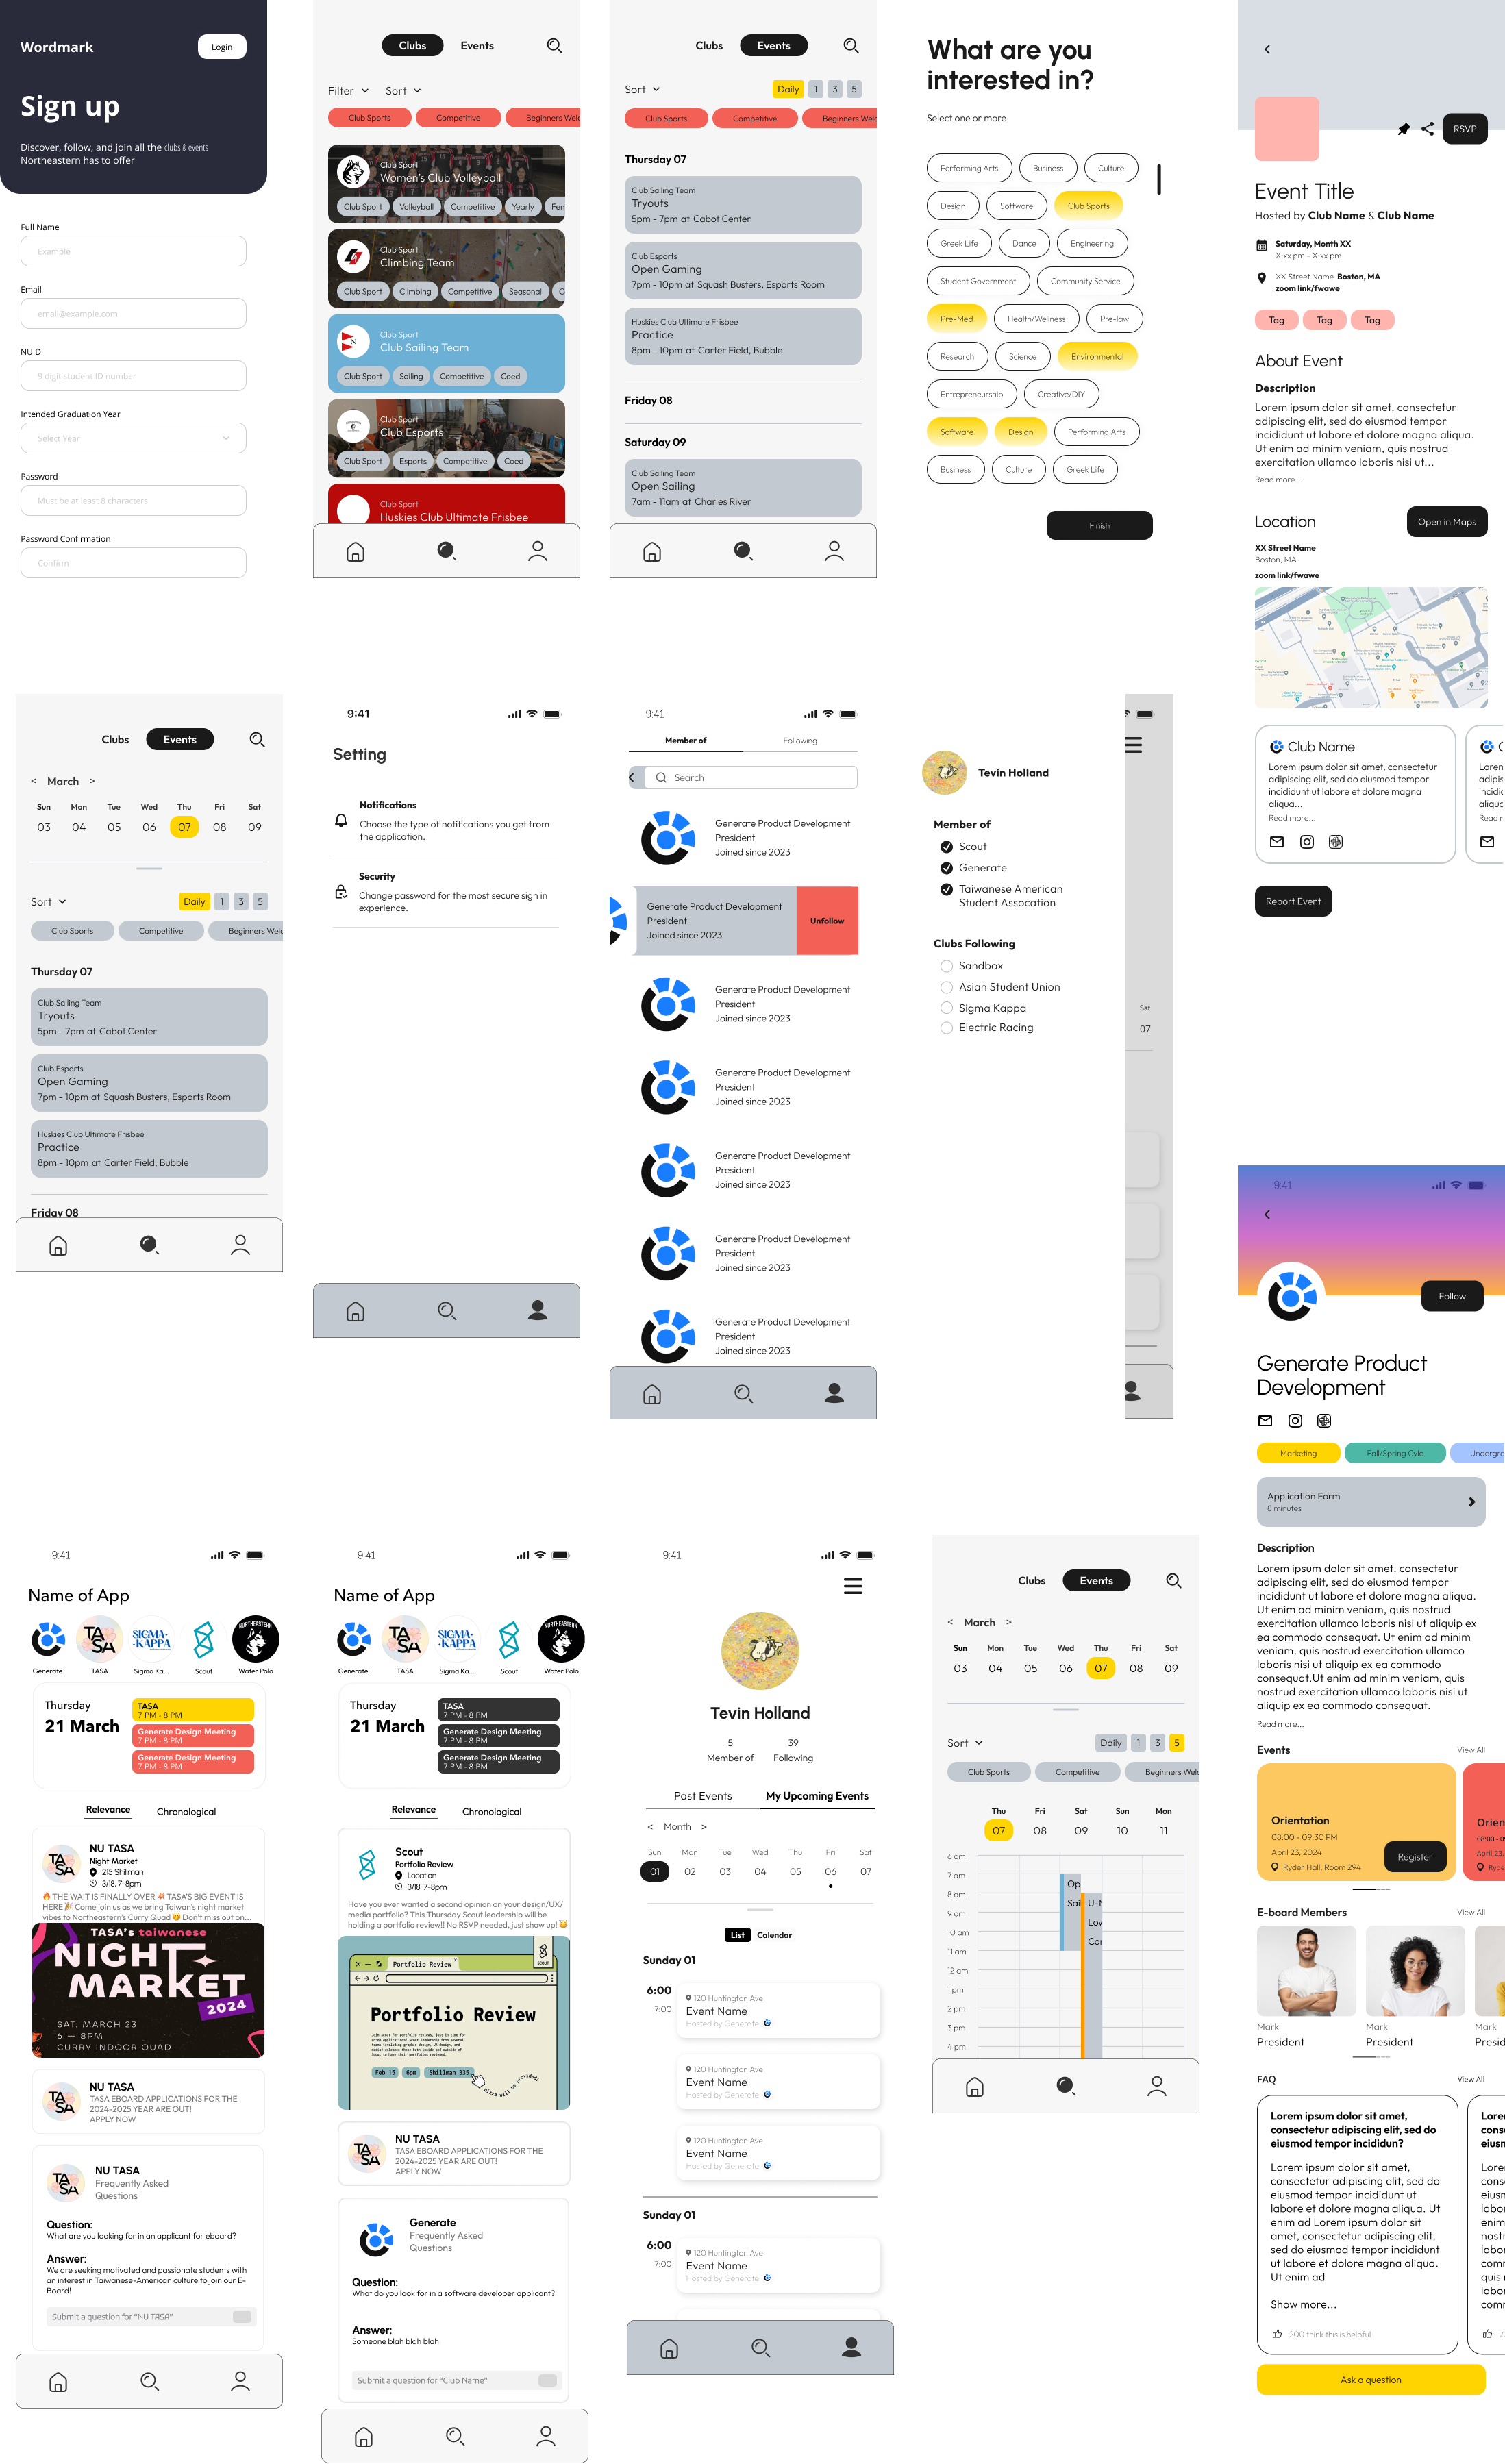 Wordmark
Login
Sign up
Discover, follow, and join all the clubs & events
Northeastern has to offer
Full Name
Example
Email
email@example.com
NUID
9 digit student ID number
Intended Graduation Year
Select Year
Password
Must be at least 8 characters
Password Confirmation
Confirm
Clubs
Events
Filter
Sort
Club Sports
Competitive
Beginners Welc
Club Sport
Women's Club Volleyball
Club Sport
Volleyball
Competitive
Yearly
Fem
Club Sport
Climbing Team
Club Sport
Climbing
Competitive
Seasonal
C
Club Sport
Club Sailing Team
Club Sport
Sailing
Competitive
Coed
Club Sport
Club Esports
Club Sport
Esports
Competitive
Coed
Club Sport
Huskies Club Ultimate Frisbee
Clubs
Events
Sort
Daily
1
3
5
Club Sports
Competitive
Beginners Welc
Thursday 07
Club Sailing Team
Tryouts
5pm - 7pm at Cabot Center
Club Esports
Open Gaming
7pm - 10pm at Squash Busters, Esports Room
Huskies Club Ultimate Frisbee
Practice
8pm - 10pm at Carter Field, Bubble
Friday 08
Saturday 09
Club Sailing Team
Open Sailing
7am - 11am at Charles River
What are you
interested in?
Select one or more
Performing Arts
Business
Culture
Design
Software
Club Sports
Greek Life
Dance
Engineering
Student Government
Community Service
Pre-Med
Health/Wellness
Pre-law
Research
Science
Environmental
Entrepreneurship
Creative/DIY
Software
Design
Performing Arts
Business
Culture
Greek Life
Finish
RSVP
Event Title
Hosted by Club Name & Club Name
Saturday, Month XX
X:xx pm - X:xx pm
XX Street Name Boston, MA
zoom link/fwawe
Tag
Tag
Tag
About Event
Description
Lorem ipsum dolor sit amet, consectetur
adipiscing elit, sed do eiusmod tempor
incididunt ut labore et dolore magna aliqua.
Ut enim ad minim veniam, quis nostrud
exercitation ullamco laboris nisi ut...
Read more...
Location
Open in Maps
XX Street Name
Boston, MA
zoom link/fwawe
Club Name
Lorem ipsum dolor sit amet, consectetur
adipiscing elit, sed do eiusmod tempor
incididunt ut labore et dolore magna
aliqua...
Read more...
C
Lorem
adipis
incidid
aliqua
Read r
Report Event
Clubs
Events
< March >
Sun Mon Tue Wed Thu Fri Sat
03 04 05 06 07 08 09
Sort
Daily
1
3
5
Club Sports
Competitive
Beginners Welc
Thursday 07
Club Sailing Team
Tryouts
5pm - 7pm at Cabot Center
Club Esports
Open Gaming
7pm - 10pm at Squash Busters, Esports Room
Huskies Club Ultimate Frisbee
Practice
8pm - 10pm at Carter Field, Bubble
Friday 08
9:41
Setting
Notifications
Choose the type of notifications you get from
the application.
Security
Change password for the most secure sign in
experience.
9:41
Member of
Following
Search
Generate Product Development
President
Joined since 2023
Generate Product Development
President
Joined since 2023
Unfollow
Generate Product Development
President
Joined since 2023
Generate Product Development
President
Joined since 2023
Generate Product Development
President
Joined since 2023
Generate Product Development
President
Joined since 2023
Generate Product Development
President
Joined since 2023
Tevin Holland
Member of
Scout
Generate
Taiwanese American
Student Assocation
Clubs Following
Sandbox
Asian Student Union
Sigma Kappa
Electric Racing
Sat
07
9:41
Follow
Generate Product
Development
Marketing
Fall/Spring Cyle
Undergra
Application Form
8 minutes
Description
Lorem ipsum dolor sit amet, consectetur
adipiscing elit, sed do eiusmod tempor
incididunt ut labore et dolore magna aliqua.
Ut enim ad minim veniam, quis nostrud
exercitation ullamco laboris nisi ut aliquip ex
ea commodo consequat. Ut enim ad minim
veniam, quis nostrud exercitation ullamco
laboris nisi ut aliquip ex ea commodo
consequat.Ut enim ad minim veniam, quis
nostrud exercitation ullamco laboris nisi ut
aliquip ex ea commodo consequat.
Read more...
Events
View All
Orientation
08:00 - 09:30 PM
April 23, 2024
Ryder Hall, Room 294
Register
Orien
08:00 - 0
April 23,
Ryde
E-board Members
View All
Mark
President
Mark
President
Mark
Presid
FAQ
View All
Lorem ipsum dolor sit amet,
consectetur adipiscing elit, sed do
eiusmod tempor incididun?
Lorem ipsum dolor sit amet,
consectetur adipiscing elit, sed do
eiusmod tempor incididunt ut
labore et dolore magna aliqua. Ut
enim ad Lorem ipsum dolor sit
amet, consectetur adipiscing elit,
sed do eiusmod tempor incididunt
ut labore et dolore magna aliqua.
Ut enim ad
Show more...
200 think this is helpful
Ask a question
9:41
Name of App
Generate
TASA
Sigma Ka...
Scout
Water Polo
Thursday
21 March
TASA
7 PM - 8 PM
Generate Design Meeting
7 PM - 8 PM
Generate Design Meeting
7 PM - 8 PM
Relevance
Chronological
NU TASA
Night Market
215 Shillman
3/18, 7-8pm
🔥 THE WAIT IS FINALLY OVER 💥 TASA'S BIG EVENT IS
HERE 🎉 Come join us as we bring Taiwan's night market
vibes to Northeastern's Curry Quad 🤩 Don't miss out on...
TASA's taiwanese
NIGHT
MARKET
2024
SAT. MARCH 23
6 — 8PM
CURRY INDOOR QUAD
NU TASA
TASA EBOARD APPLICATIONS FOR THE
2024-2025 YEAR ARE OUT!
APPLY NOW
NU TASA
Frequently Asked
Questions
Question:
What are you looking for in an applicant for eboard?
Answer:
We are seeking motivated and passionate students with
an interest in Taiwanese-American culture to join our E-
Board!
Submit a question for "NU TASA"
9:41
Name of App
Generate
TASA
Sigma Ka...
Scout
Water Polo
Thursday
21 March
TASA
7 PM - 8 PM
Generate Design Meeting
7 PM - 8 PM
Generate Design Meeting
7 PM - 8 PM
Relevance
Chronological
Scout
Portfolio Review
Location
3/18, 7-8pm
Have you ever wanted a second opinion on your design/UX/
media portfolio? This Thursday Scout leadership will be
holding a portfolio review!! No RSVP needed, just show up!
Portfolio Review
SCOUT
Portfolio Review
Feb 15
6pm
Shillman 335
pizza will be provided!
NU TASA
TASA EBOARD APPLICATIONS FOR THE
2024-2025 YEAR ARE OUT!
APPLY NOW
Generate
Frequently Asked
Questions
Question:
What do you look for in a software developer applicant?
Answer:
Someone blah blah blah
Submit a question for "Club Name"
9:41
Tevin Holland
5
Member of
39
Following
Past Events
My Upcoming Events
< Month >
Sun Mon Tue Wed Thu Fri Sat
01 02 03 04 05 06 07
List
Calendar
Sunday 01
6:00
7:00
120 Huntington Ave
Event Name
Hosted by Generate
120 Huntington Ave
Event Name
Hosted by Generate
120 Huntington Ave
Event Name
Hosted by Generate
Sunday 01
6:00
7:00
120 Huntington Ave
Event Name
Hosted by Generate
Clubs
Events
< March >
Sun Mon Tue Wed Thu Fri Sat
03 04 05 06 07 08 09
Sort
Daily
1
3
5
Club Sports
Competitive
Beginners Welc
Thu Fri Sat Sun Mon
07 08 09 10 11
6 am
7 am
8 am
9 am
10 am
11 am
12 am
1 pm
2 pm
3 pm
4 pm
Op
Sai
Low
Cor